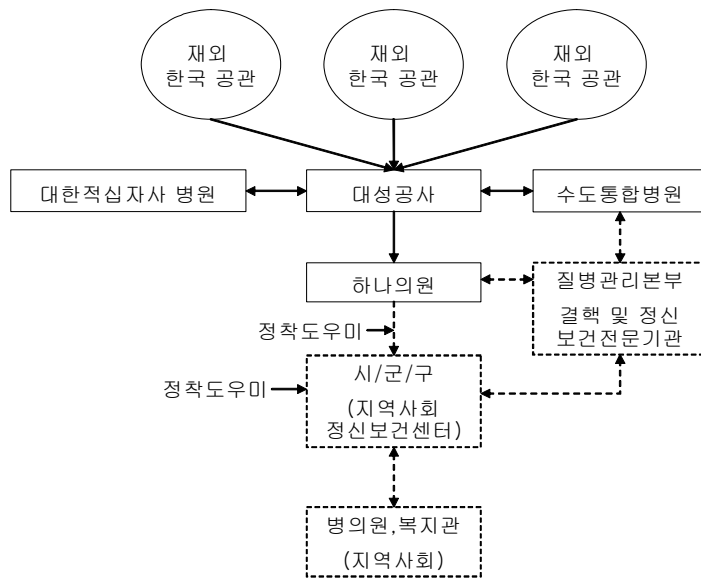 재외
한국 공관
재외
한국 공관
재외
한국 공관
대한적십자사 병원
대성공사
수도통합병원
하나의원
질병관리본부
결핵 및 정신
보건전문기관
정착도우미
정착도우미
시/군/구
(지역사회
정신보건센터)
병의원,복지관
(지역사회)